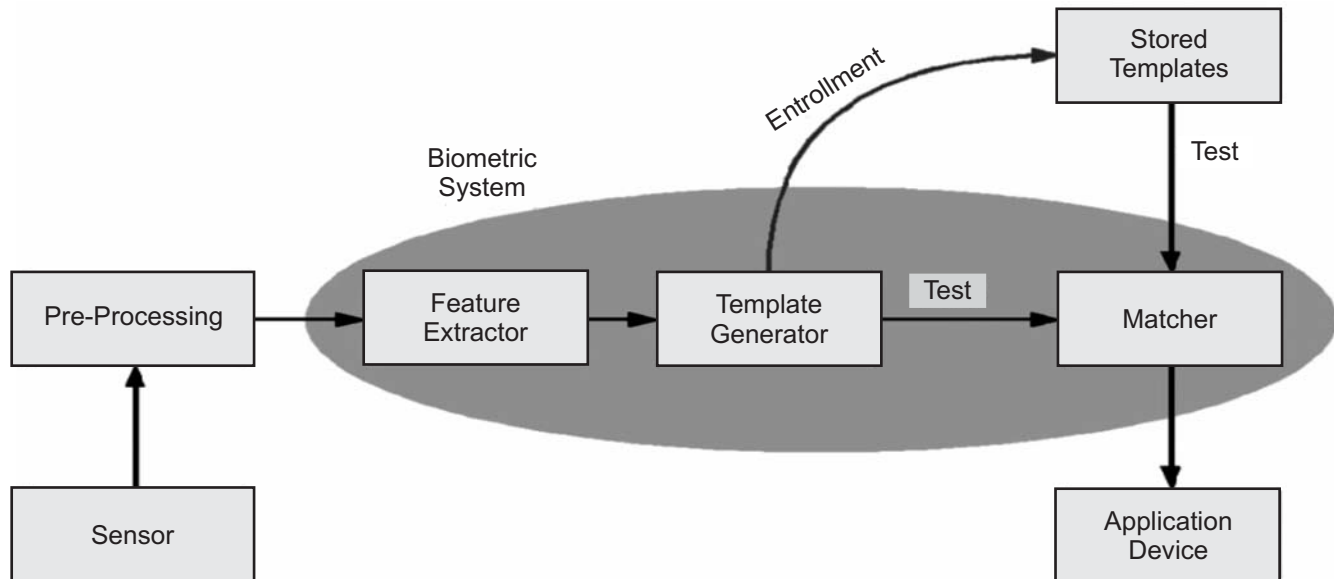 Stored
Templates
Entrollment
Test
Biometric
System
Pre-Processing
Feature
Extractor
Template
Generator
Test
Matcher
Sensor
Application
Device